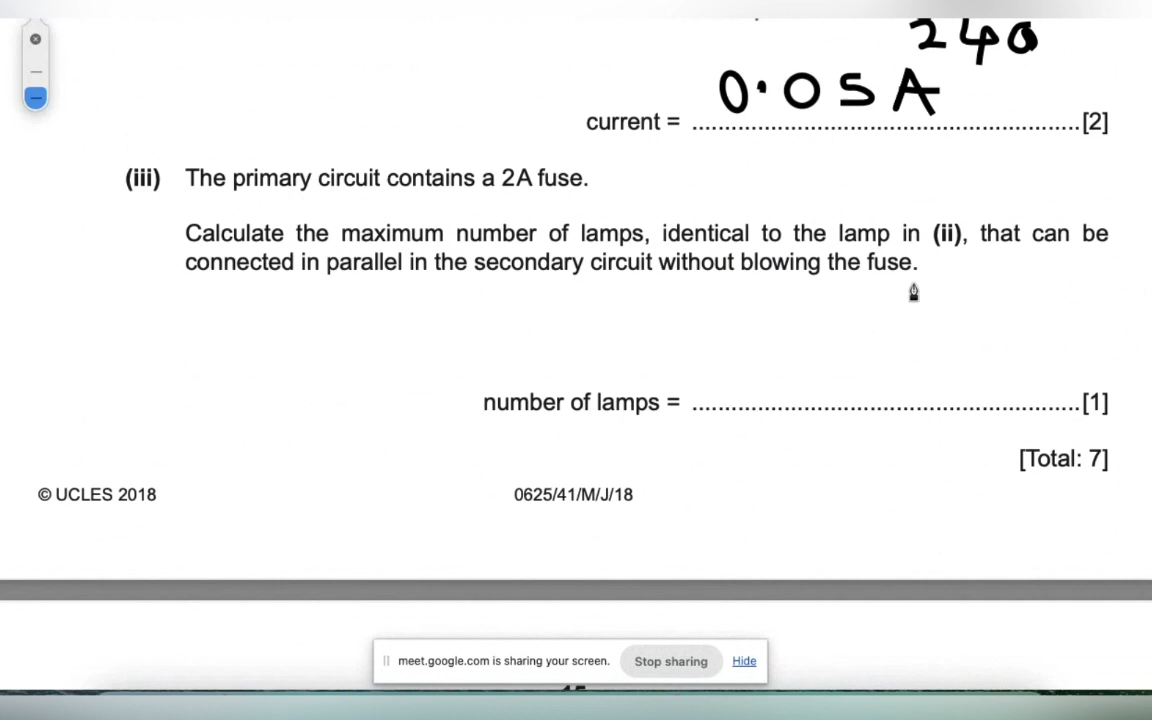 240
0.05 A
current = ........................................................... [2]
(iii) The primary circuit contains a 2A fuse.
Calculate the maximum number of lamps, identical to the lamp in (ii), that can be
connected in parallel in the secondary circuit without blowing the fuse.
number of lamps = ........................................................... [1]
[Total: 7]
© UCLES 2018 0625/41/M/J/18
meet.google.com is sharing your screen. Stop sharing Hide